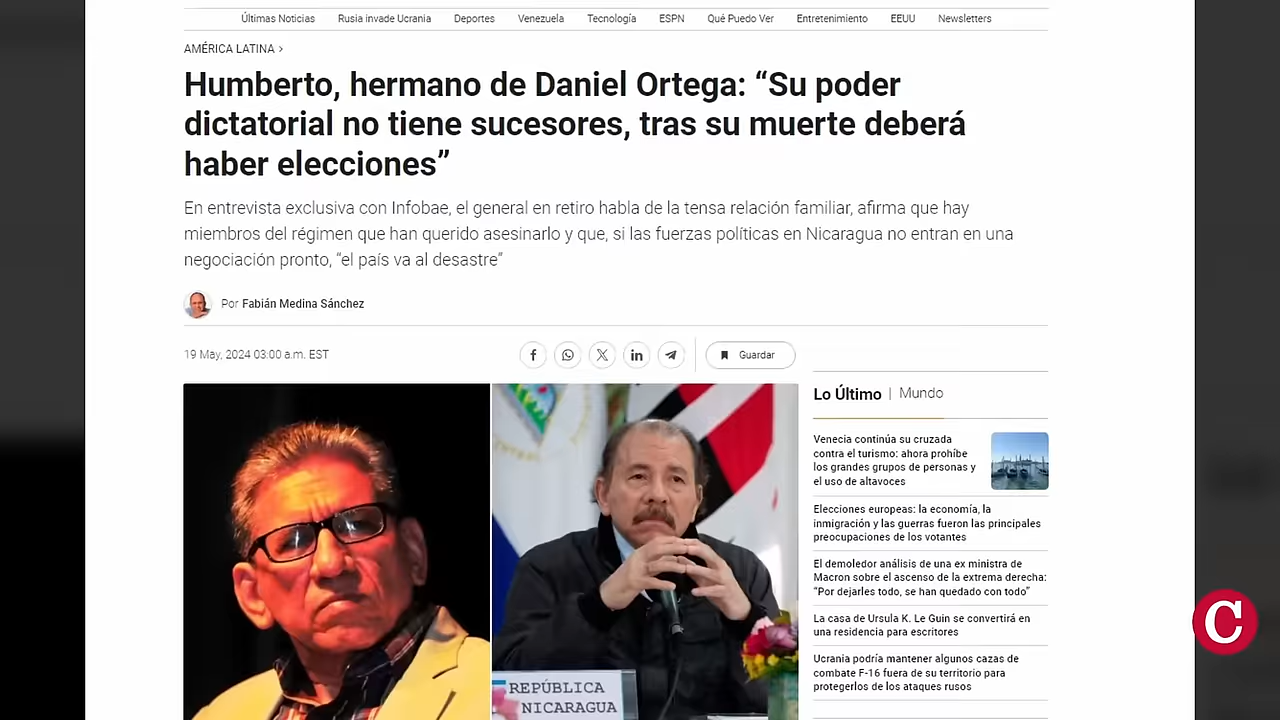 Últimas Noticias Rusia invade Ucrania Deportes Venezuela Tecnología ESPN Qué Puedo Ver Entretenimiento EEUU Newsletters
AMÉRICA LATINA >
Humberto, hermano de Daniel Ortega: “Su poder
dictatorial no tiene sucesores, tras su muerte deberá
haber elecciones”
En entrevista exclusiva con Infobae, el general en retiro habla de la tensa relación familiar, afirma que hay
miembros del régimen que han querido asesinarlo y que, si las fuerzas políticas en Nicaragua no entran en una
negociación pronto, “el país va al desastre”
Por Fabián Medina Sánchez
19 May, 2024 03:00 a.m. EST
Guardar
Lo Último | Mundo
Venecia continúa su cruzada
contra el turismo: ahora prohíbe
los grandes grupos de personas y
el uso de altavoces
Elecciones europeas: la economía, la
inmigración y las guerras fueron las principales
preocupaciones de los votantes
El demoledor análisis de una ex ministra de
Macron sobre el ascenso de la extrema derecha:
“Por dejarles todo, se han quedado con todo”
La casa de Ursula K. Le Guin se convertirá en
una residencia para escritores
Ucrania podría mantener algunos cazas de
combate F-16 fuera de su territorio para
protegerlos de los ataques rusos
REPÚBLICA
NICARAGUA
C